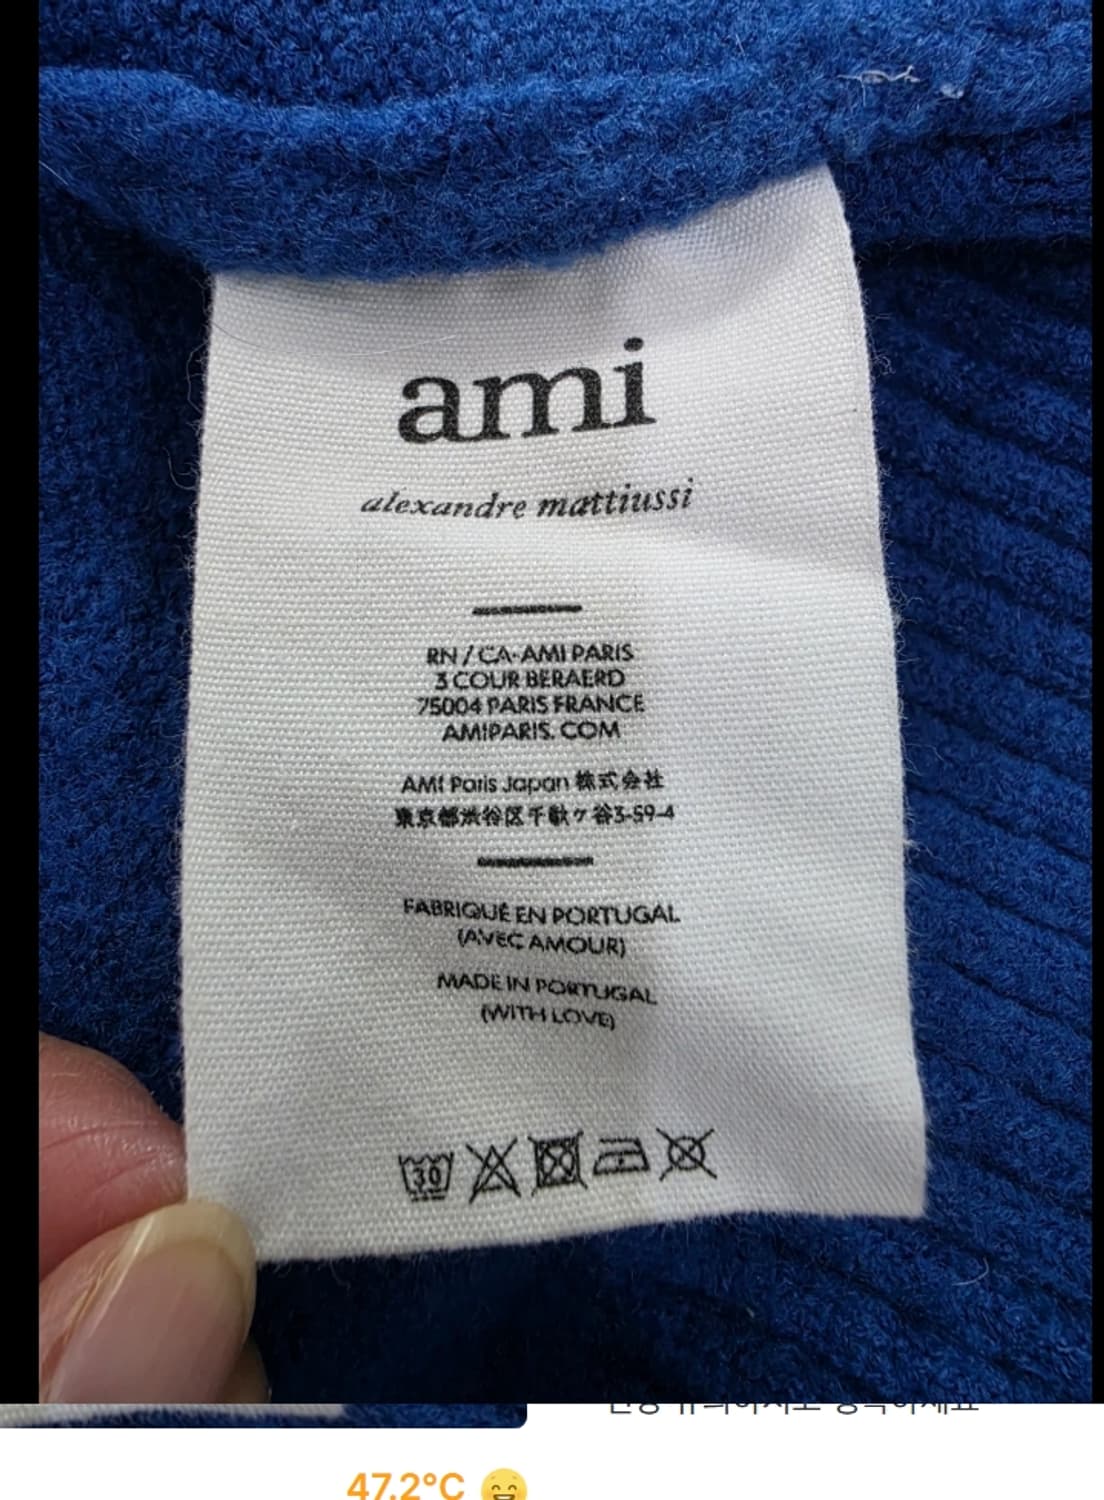 ami
alexandre mattiussi
RN / CA-AMI PARIS
3 COUR BERAERD
75004 PARIS FRANCE
AMIPARIS. COM
AMI Paris Japan 株式会社
東京都渋谷区千駄ヶ谷3-59-4
FABRIQUÉ EN PORTUGAL
(AVEC AMOUR)
MADE IN PORTUGAL
(WITH LOVE)
30
47.2°C